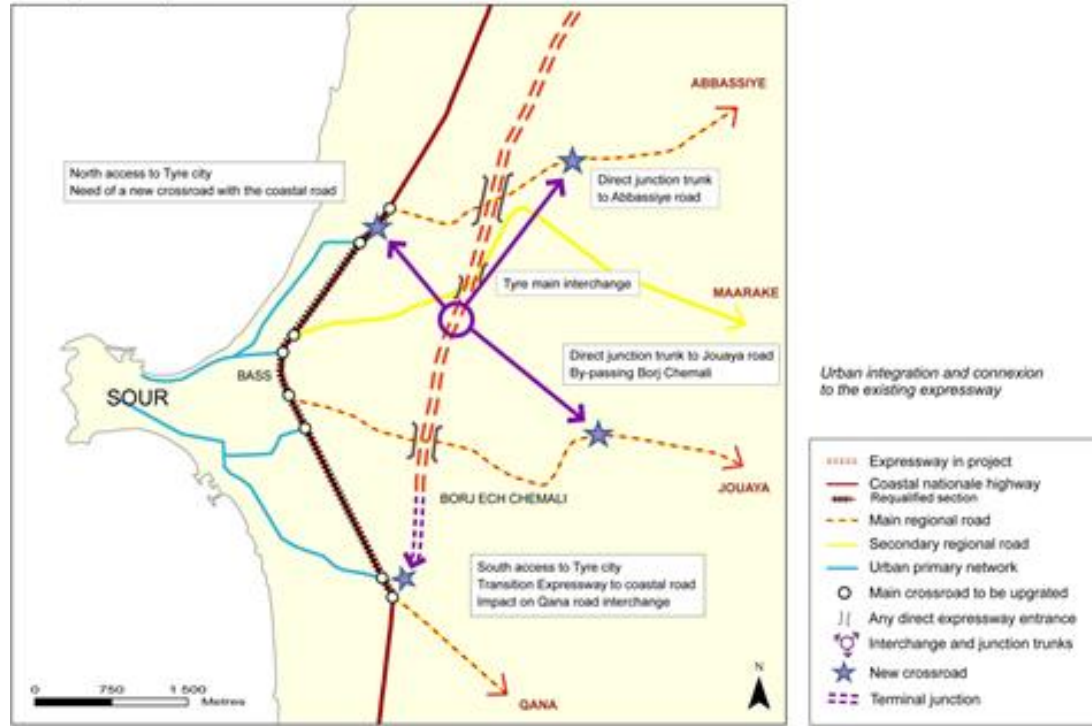 ABBASSIYE
North access to Tyre city
Need of a new crossroad with the coastal road
Direct junction trunk
to Abbassiye road
Tyre main interchange
MAARAKE
Direct junction trunk to Jouaya road
By-passing Borj Chemali
BASS
SOUR
JOUAYA
BORJ ECH CHEMALI
South access to Tyre city
Transition Expressway to coastal road
Impact on Qana road interchange
QANA
0 750 1 500
Metres
N
Urban integration and connexion
to the existing expressway
Expressway in project
Coastal nationale highway
Requalified section
Main regional road
Secondary regional road
Urban primary network
Main crossroad to be upgrated
Any direct expressway entrance
Interchange and junction trunks
New crossroad
Terminal junction